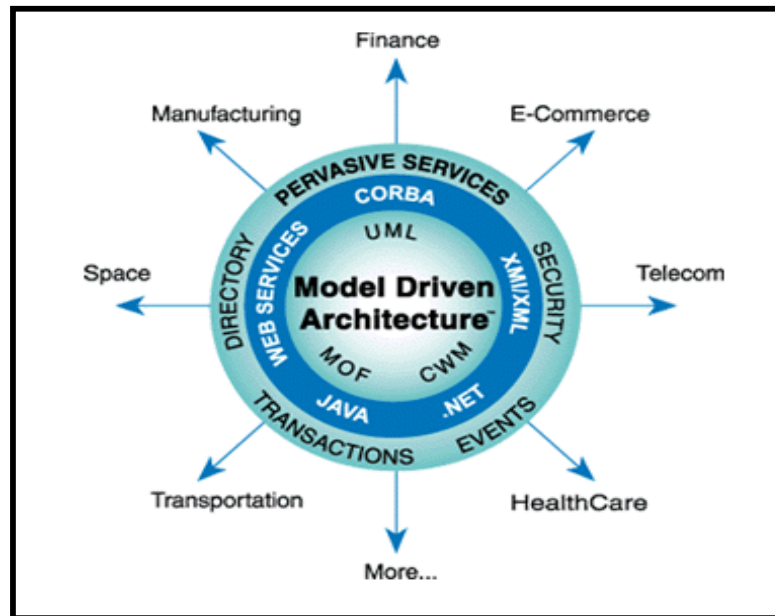 Finance
Manufacturing
E-Commerce
PERVASIVE SERVICES
CORBA
UML
DIRECTORY
WEB SERVICES
XMI/XML
SECURITY
Space
Telecom
Model Driven
Architecture™
MOF
CWM
JAVA
.NET
TRANSACTIONS
EVENTS
Transportation
HealthCare
More...